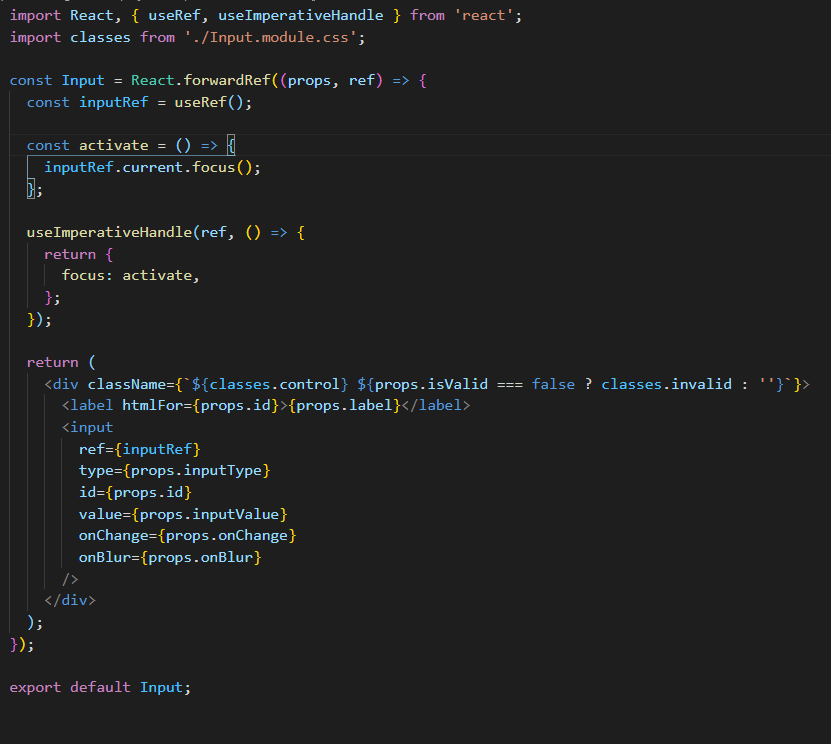 import React, { useRef, useImperativeHandle } from 'react';
import classes from './Input.module.css';

const Input = React.forwardRef((props, ref) => {
  const inputRef = useRef();

  const activate = () => {
    inputRef.current.focus();
  };

  useImperativeHandle(ref, () => {
    return {
      focus: activate,
    };
  });

  return (
    <div className={`${classes.control} ${props.isValid === false ? classes.invalid : ''}`}>
      <label htmlFor={props.id}>{props.label}</label>
      <input
        ref={inputRef}
        type={props.inputType}
        id={props.id}
        value={props.inputValue}
        onChange={props.onChange}
        onBlur={props.onBlur}
      />
    </div>
  );
});

export default Input;